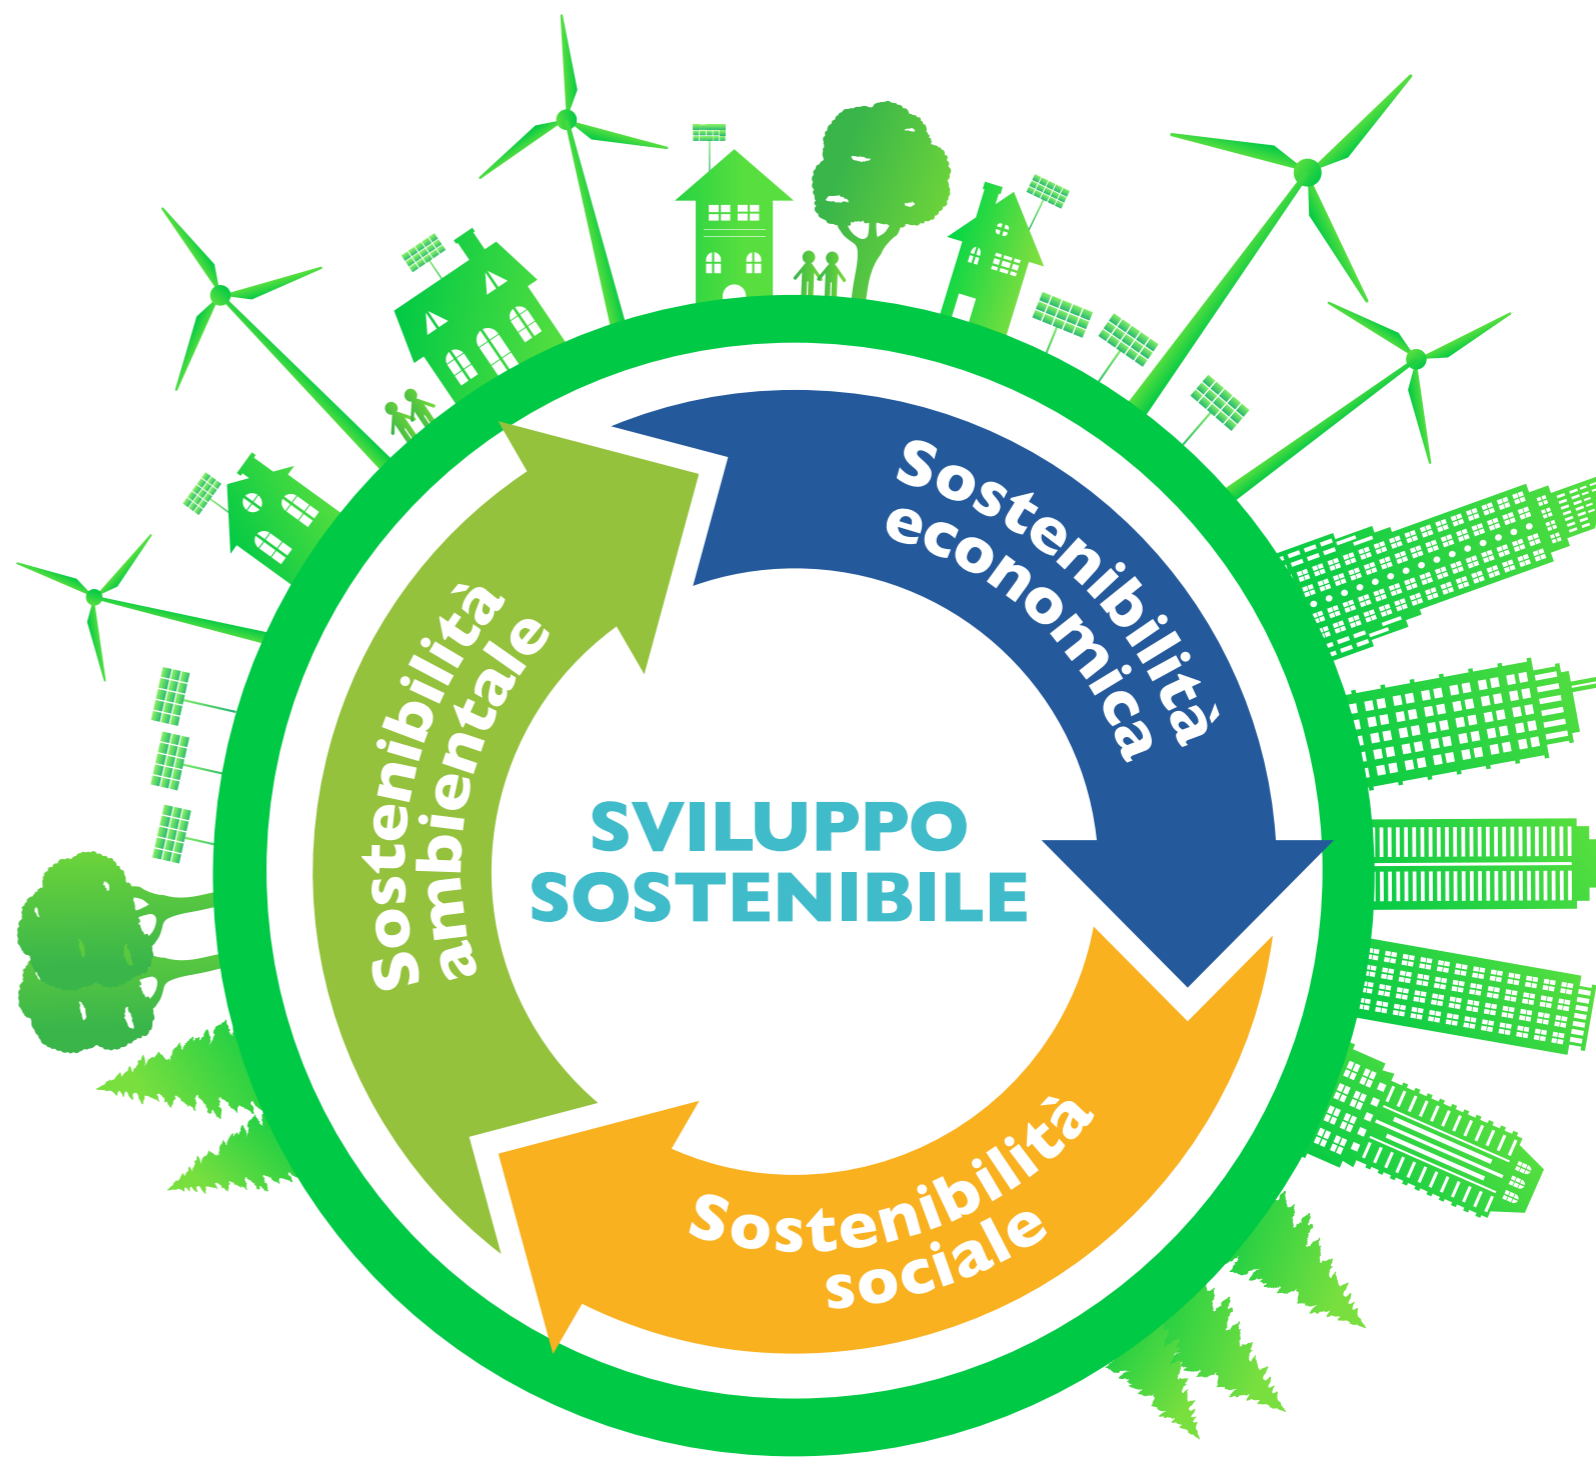 Sostenibilità
economica
Sostenibilità
ambientale
SVILUPPO
SOSTENIBILE
Sostenibilità
sociale